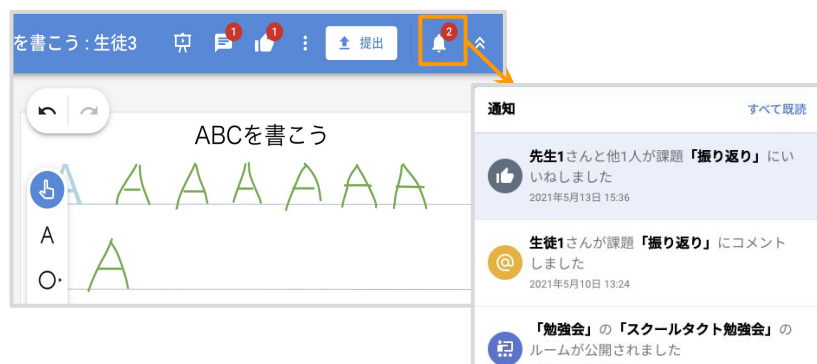 を書こう : 生徒3
1
1
提出
2
ABCを書こう
A
A A A A A A
A
A
通知
すべて既読
先生1さんと他1人が課題「振り返り」にい
いねしました
2021年5月13日 15:36
生徒1さんが課題「振り返り」にコメント
しました
2021年5月10日 13:24
「勉強会」の「スクールタクト勉強会」の
ルームが公開されました